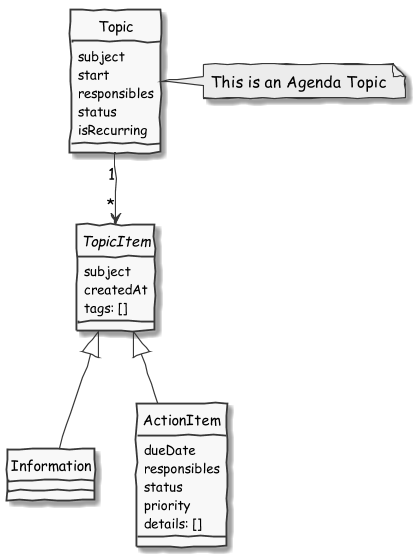 Topic
subject
start
responsibles
status
isRecurring
This is an Agenda Topic
1
*
TopicItem
subject
createdAt
tags: []
Information
ActionItem
dueDate
responsibles
status
priority
details: []